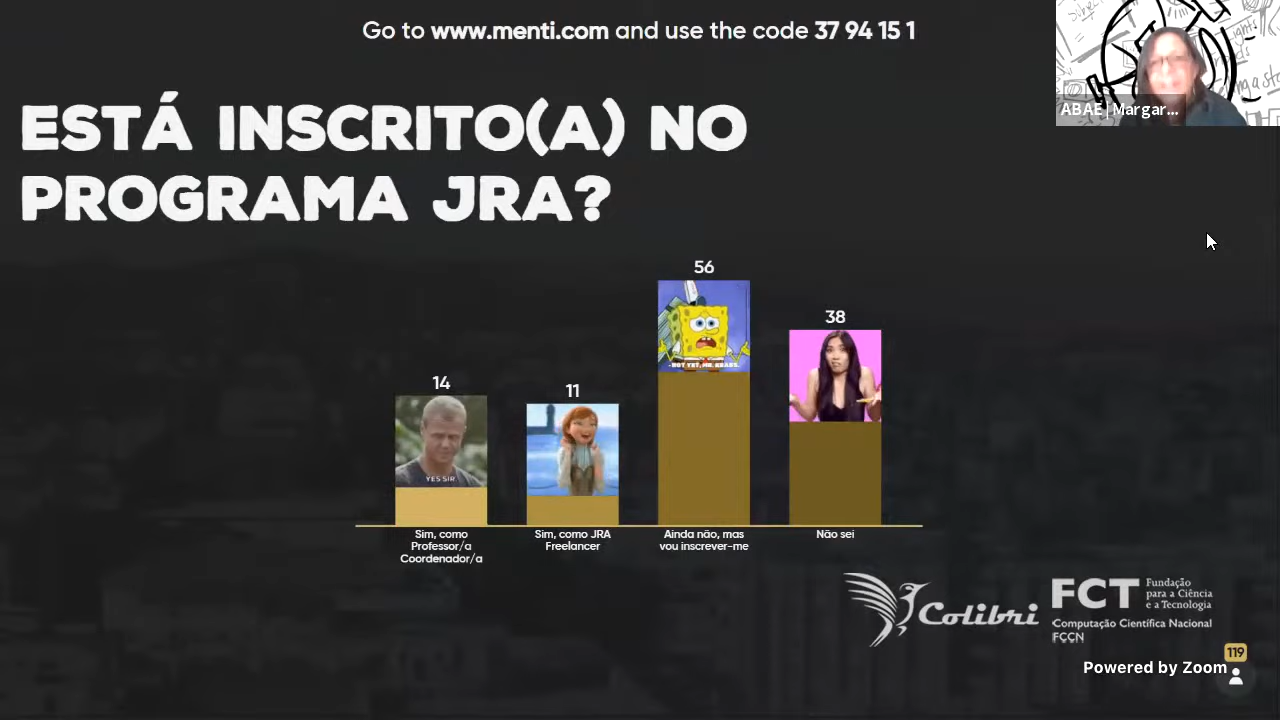 Go to www.menti.com and use the code 37 94 15 1
ABAE | Margar...
ESTÁ INSCRITO(A) NO
PROGRAMA JRA?
14
11
56
38
YES SIR.
-NOT YET, MR. KRABS.
Sim, como
Professor/a
Coordenador/a
Sim, como JRA
Freelancer
Ainda não, mas
vou inscrever-me
Não sei
Colibri
FCT
Fundação
para a Ciência
e a Tecnologia
Computação Científica Nacional
FCCN
119
Powered by Zoom